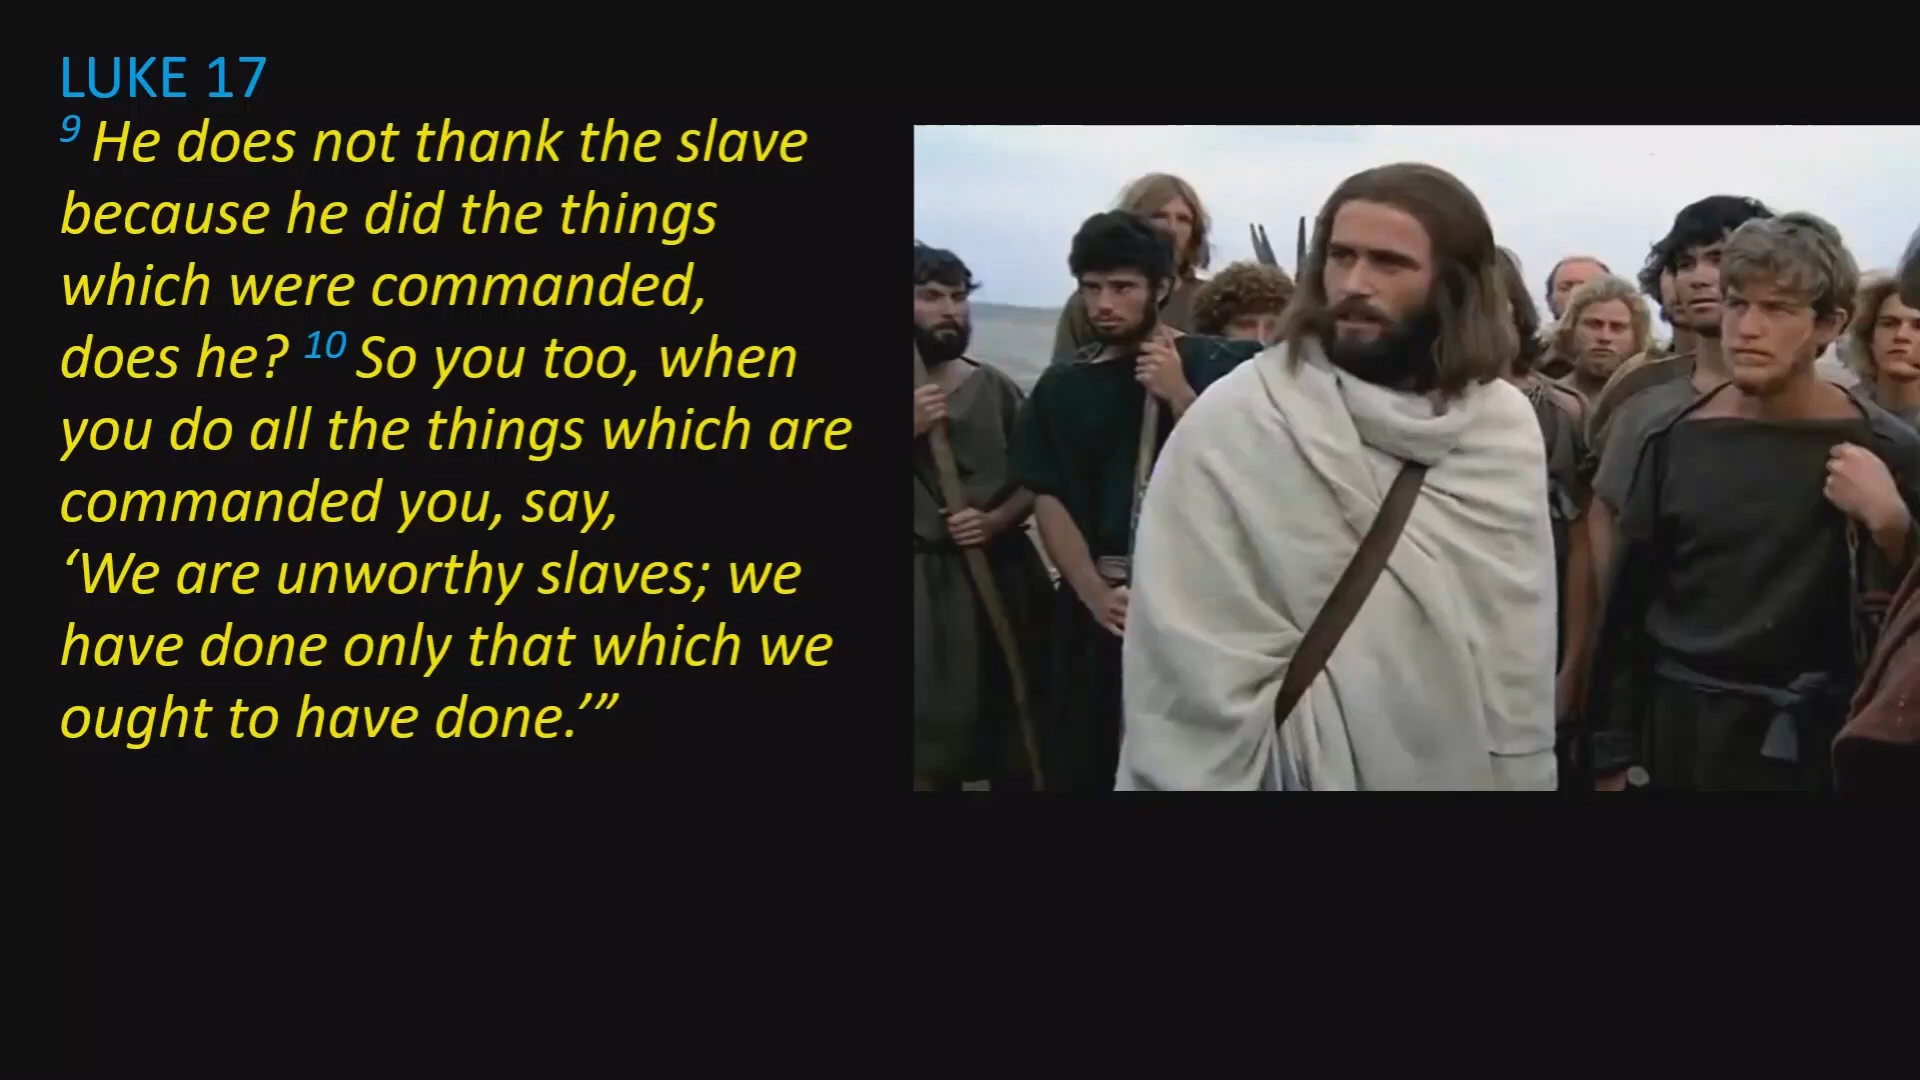 LUKE 17
9 He does not thank the slave
because he did the things
which were commanded,
does he? 10 So you too, when
you do all the things which are
commanded you, say,
‘We are unworthy slaves; we
have done only that which we
ought to have done.’”